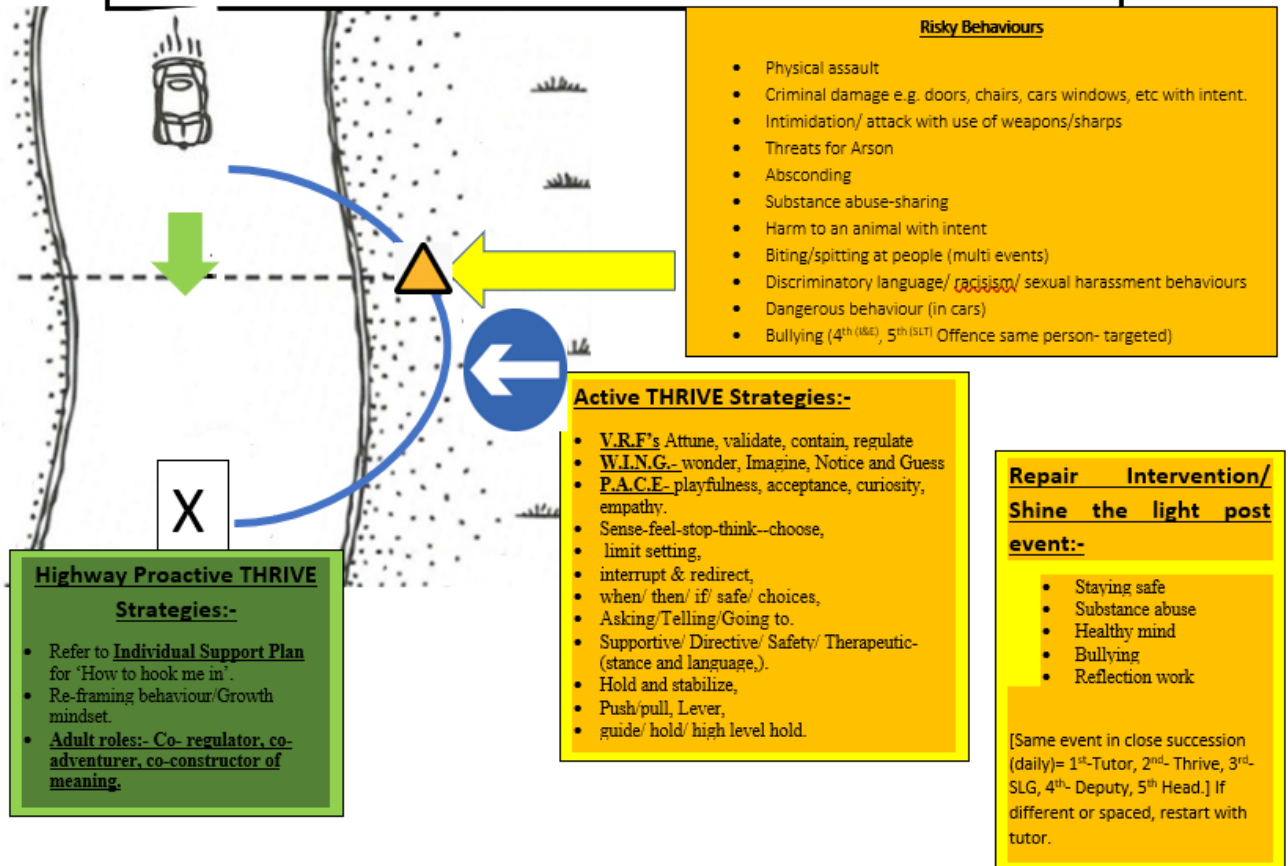 Risky Behaviours
• Physical assault
• Criminal damage e.g. doors, chairs, cars windows, etc with intent.
• Intimidation/ attack with use of weapons/sharps
• Threats for Arson
• Absconding
• Substance abuse-sharing
• Harm to an animal with intent
• Biting/spitting at people (multi events)
• Discriminatory language/ racisism/ sexual harassment behaviours
• Dangerous behaviour (in cars)
• Bullying (4th (I&E), 5th (SLT) Offence same person- targeted)
Active THRIVE Strategies:-
• V.R.F's Attune, validate, contain, regulate
• W.I.N.G.- wonder, Imagine, Notice and Guess
• P.A.C.E- playfulness, acceptance, curiosity,
empathy.
• Sense-feel-stop-think--choose,
• limit setting,
• interrupt & redirect,
• when/ then/ if/ safe/ choices,
• Asking/Telling/Going to.
• Supportive/ Directive/ Safety/ Therapeutic-
(stance and language,).
• Hold and stabilize,
• Push/pull, Lever,
• guide/ hold/ high level hold.
Repair Intervention/
Shine the light post
event:-
• Staying safe
• Substance abuse
• Healthy mind
• Bullying
• Reflection work
[Same event in close succession
(daily)= 1st-Tutor, 2nd- Thrive, 3rd-
SLG, 4th- Deputy, 5th Head.] If
different or spaced, restart with
tutor.
X
Highway Proactive THRIVE
Strategies:-
• Refer to Individual Support Plan
for 'How to hook me in'.
• Re-framing behaviour/Growth
mindset.
• Adult roles:- Co- regulator, co-
adventurer, co-constructor of
meaning.